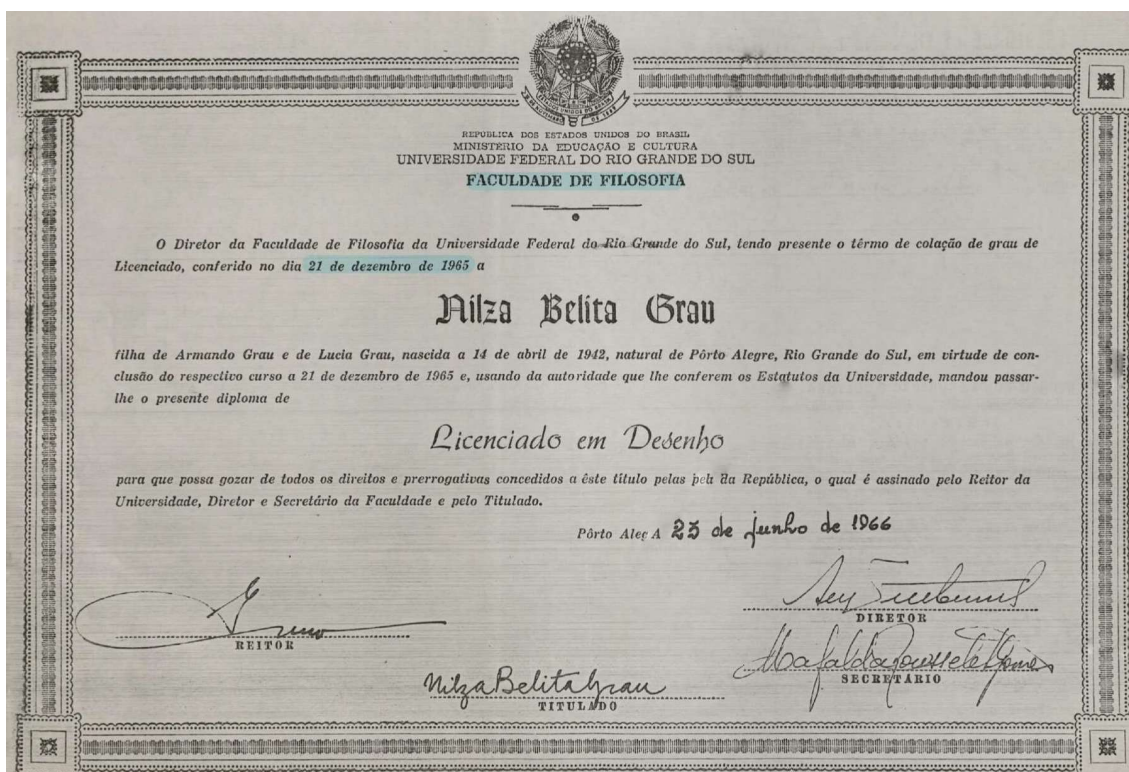 REPÚBLICA DOS ESTADOS UNIDOS DO BRASIL
MINISTÉRIO DA EDUCAÇÃO E CULTURA
UNIVERSIDADE FEDERAL DO RIO GRANDE DO SUL
FACULDADE DE FILOSOFIA
O Diretor da Faculdade de Filosofia da Universidade Federal do Rio Grande do Sul, tendo presente o têrmo de colação de grau de
Licenciado, conferido no dia 21 de dezembro de 1965 a
Nilza Belita Grau
filha de Armando Grau e de Lucia Grau, nascida a 14 de abril de 1942, natural de Pôrto Alegre, Rio Grande do Sul, em virtude de con-
clusão do respectivo curso a 21 de dezembro de 1965 e, usando da autoridade que lhe conferem os Estatutos da Universidade, mandou passar-
lhe o presente diploma de
Licenciado em Desenho
para que possa gozar de todos os direitos e prerrogativas concedidos a êste título pelas da República, o qual é assinado pelo Reitor da
Universidade, Diretor e Secretário da Faculdade e pelo Titulado.
Pôrto 23 de junho de 1966
DIRETOR
REITOR
Mafalda
SECRETÁRIO
Nilza Belita Grau
TITULADO